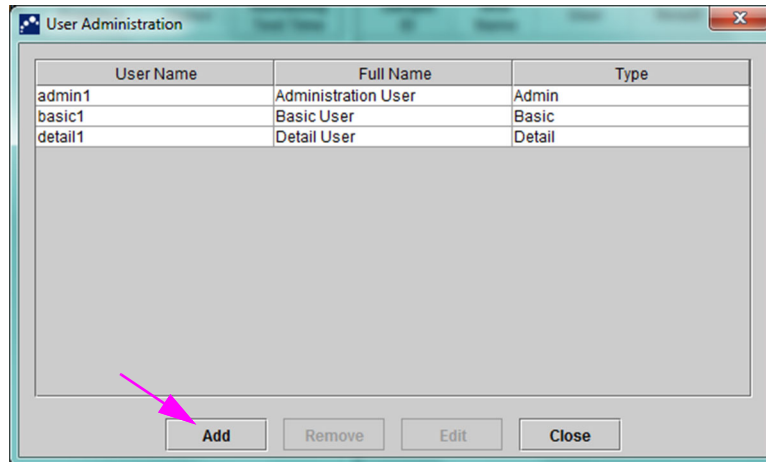 User Administration
User Name Full Name Type
admin1 Administration User Admin
basic1 Basic User Basic
detail1 Detail User Detail
Add Remove Edit Close